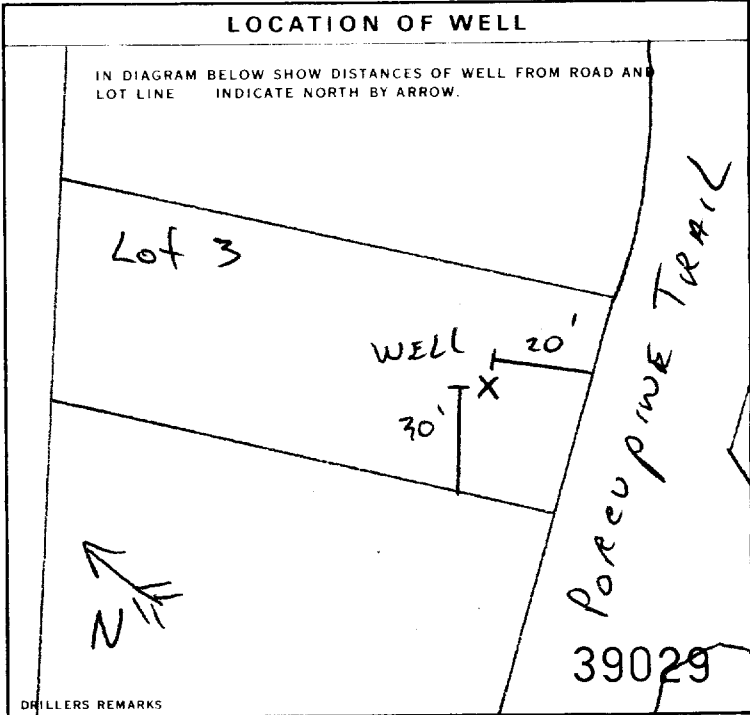 LOCATION OF WELL
IN DIAGRAM BELOW SHOW DISTANCES OF WELL FROM ROAD AND
LOT LINE INDICATE NORTH BY ARROW.
Lot 3
WELL
20'
X
30'
PORCUPINE TRAIL
N
39029
DRILLERS REMARKS